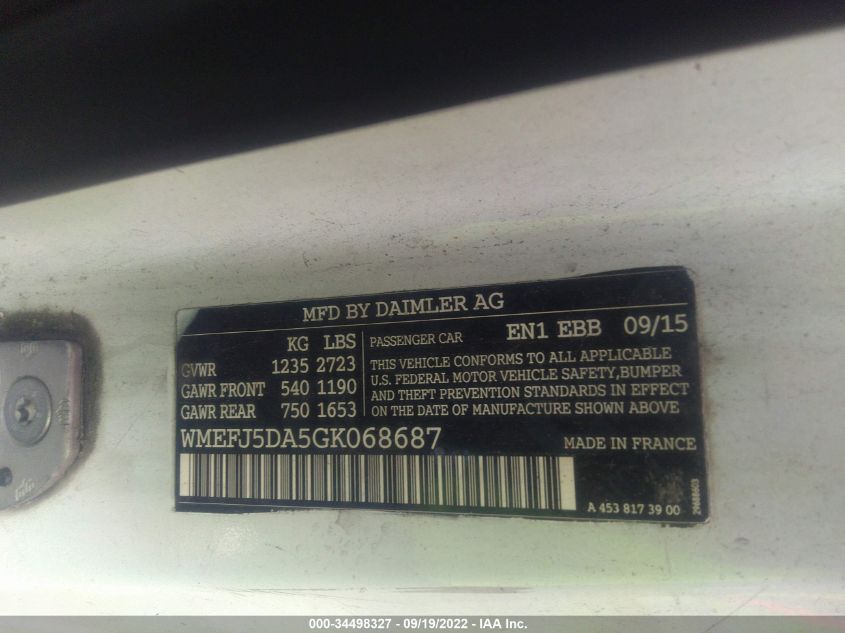 MFD BY DAIMLER AG
KG LBS
GVWR 1235 2723
GAWR FRONT 540 1190
GAWR REAR 750 1653
PASSENGER CAR EN1 EBB 09/15
THIS VEHICLE CONFORMS TO ALL APPLICABLE
U.S. FEDERAL MOTOR VEHICLE SAFETY,BUMPER
AND THEFT PREVENTION STANDARDS IN EFFECT
ON THE DATE OF MANUFACTURE SHOWN ABOVE
WMEFJ5DA5GK068687 MADE IN FRANCE
A 453 817 39 00
000-34498327 - 09/19/2022 - IAA Inc.